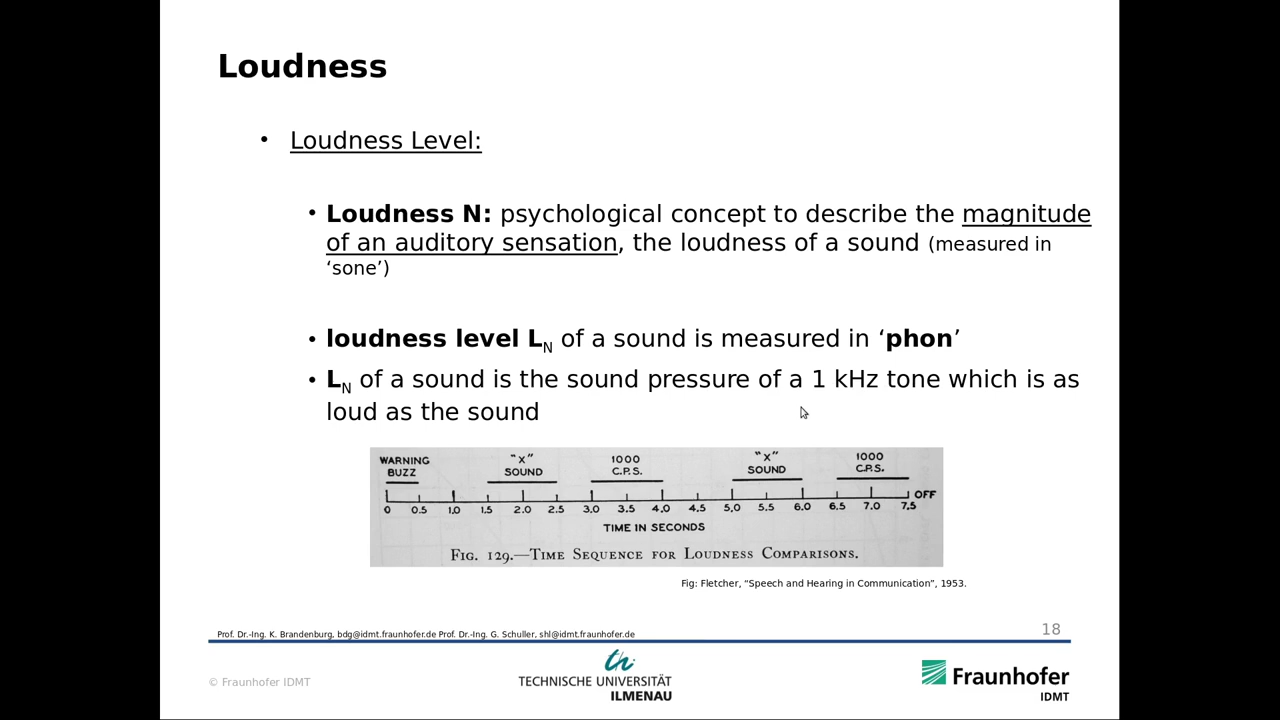 Loudness
• Loudness Level:
• Loudness N: psychological concept to describe the magnitude
of an auditory sensation, the loudness of a sound (measured in
‘sone’)
• loudness level LN of a sound is measured in ‘phon’
• LN of a sound is the sound pressure of a 1 kHz tone which is as
loud as the sound
WARNING BUZZ
“X” SOUND
1000 C.P.S.
“X” SOUND
1000 C.P.S.
OFF
0 0.5 1.0 1.5 2.0 2.5 3.0 3.5 4.0 4.5 5.0 5.5 6.0 6.5 7.0 7.5
TIME IN SECONDS
Fig. 129.—Time Sequence for Loudness Comparisons.
Fig: Fletcher, “Speech and Hearing in Communication”, 1953.
Prof. Dr.-Ing. K. Brandenburg, bdg@idmt.fraunhofer.de Prof. Dr.-Ing. G. Schuller, shl@idmt.fraunhofer.de
18
© Fraunhofer IDMT
th
TECHNISCHE UNIVERSITÄT
ILMENAU
Fraunhofer
IDMT